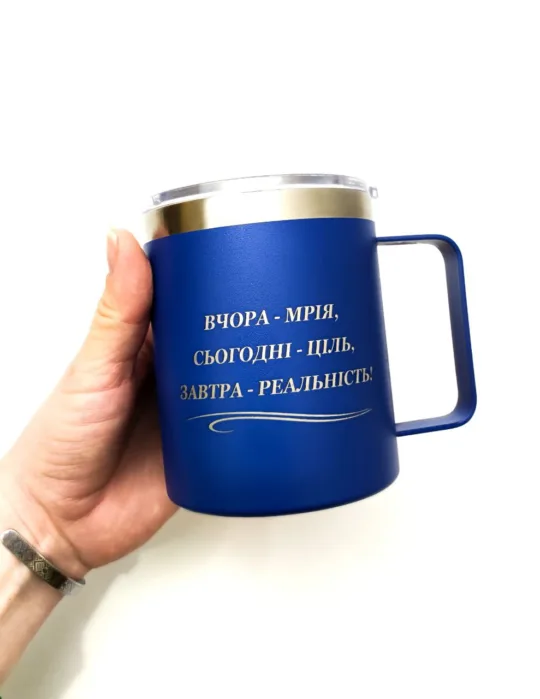 ВЧОРА - МРІЯ,
СЬОГОДНІ - ЦІЛЬ,
ЗАВТРА - РЕАЛЬНІСТЬ!